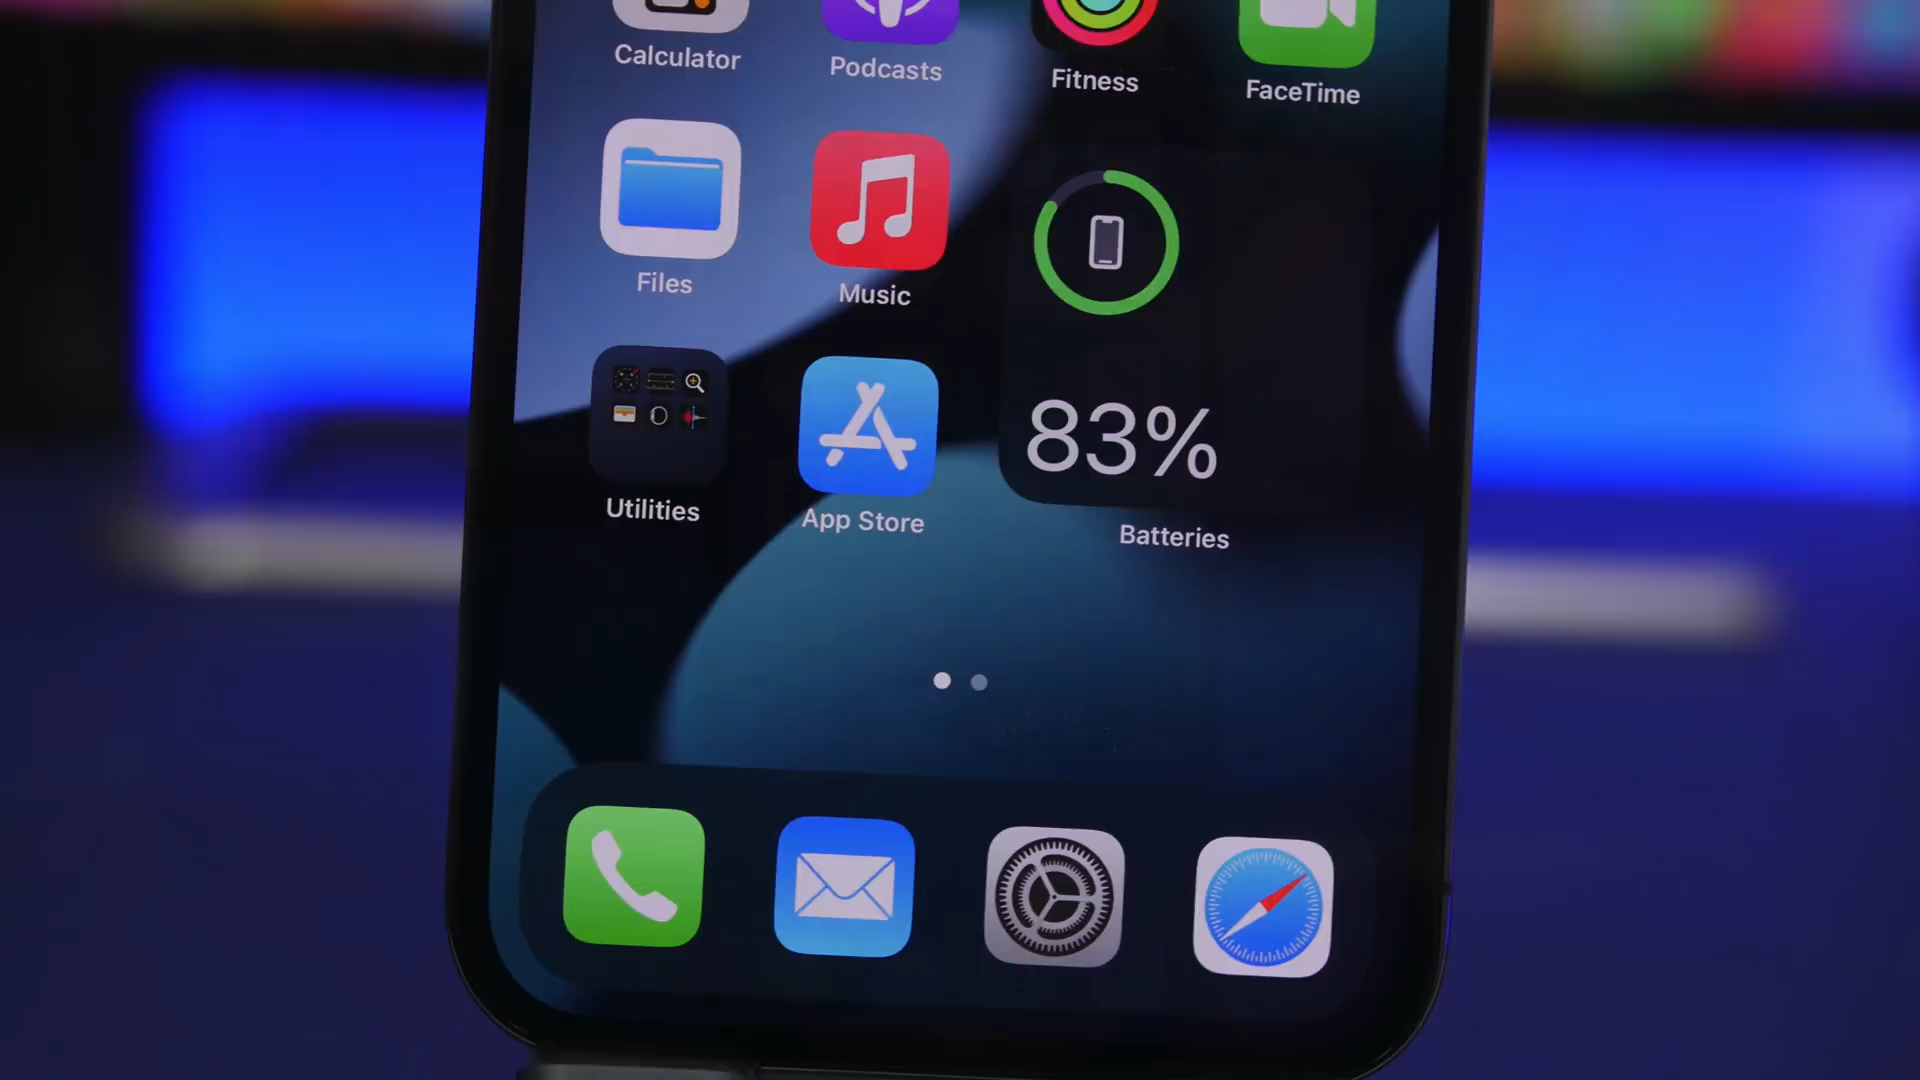 Calculator
Podcasts
Fitness
FaceTime
Files
Music
83%
Utilities
App Store
Batteries